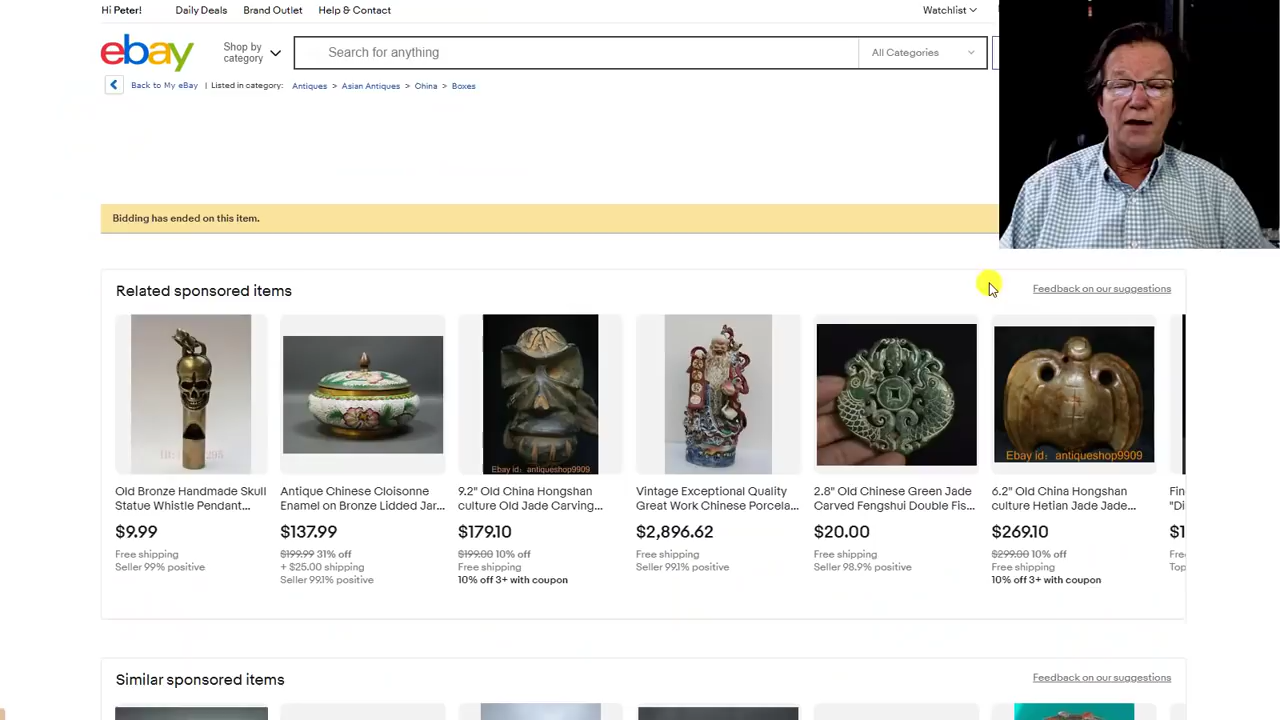 Hi Peter!
Daily Deals
Brand Outlet
Help & Contact
Watchlist
ebay
Shop by
category
Search for anything
All Categories
Back to My eBay | Listed in category: Antiques > Asian Antiques > China > Boxes
Bidding has ended on this item.
Related sponsored items
Feedback on our suggestions
Ebay id: antiqueshop9909
Ebay id: antiqueshop9909
Old Bronze Handmade Skull
Statue Whistle Pendant...
$9.99
Free shipping
Seller 99% positive
Antique Chinese Cloisonne
Enamel on Bronze Lidded Jar...
$137.99
$199.99 31% off
+ $25.00 shipping
Seller 99.1% positive
9.2" Old China Hongshan
culture Old Jade Carving...
$179.10
$199.00 10% off
Free shipping
10% off 3+ with coupon
Vintage Exceptional Quality
Great Work Chinese Porcela...
$2,896.62
Free shipping
Seller 99.1% positive
2.8" Old Chinese Green Jade
Carved Fengshui Double Fis...
$20.00
Free shipping
Seller 98.9% positive
6.2" Old China Hongshan
culture Hetian Jade Jade...
$269.10
$299.00 10% off
Free shipping
10% off 3+ with coupon
Fin
"Di
$1
Fre
Top
Similar sponsored items
Feedback on our suggestions